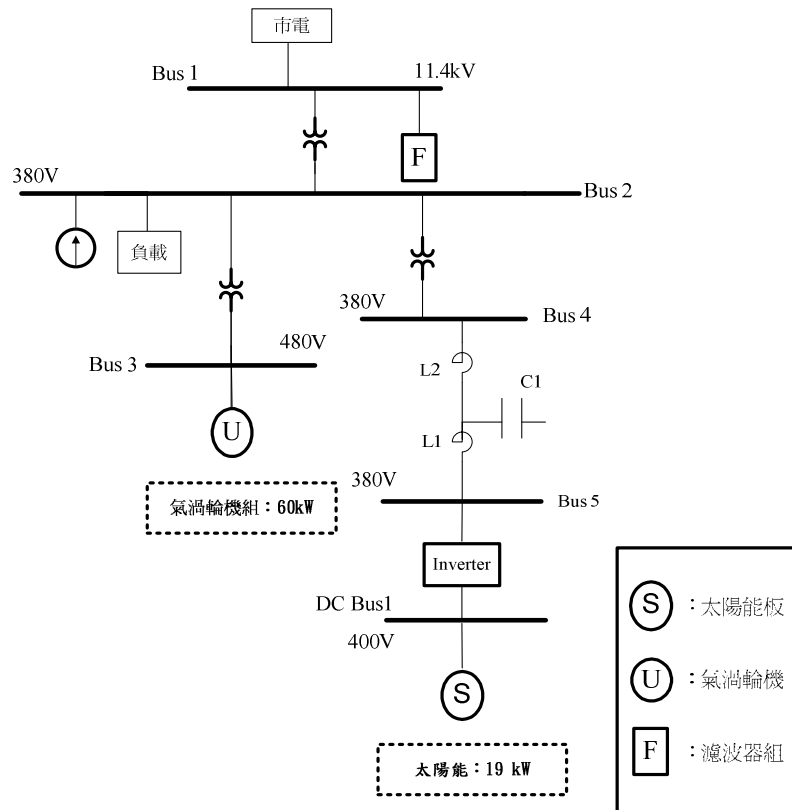 市電
Bus 1
11.4kV
F
380V
Bus 2
負載
380V
Bus 4
480V
Bus 3
L2
C1
L1
U
380V
Bus 5
氣渦輪機組：60kW
Inverter
DC Bus1
400V
S
太陽能：19 kW
S ：太陽能板
U ：氣渦輪機
F ：濾波器組